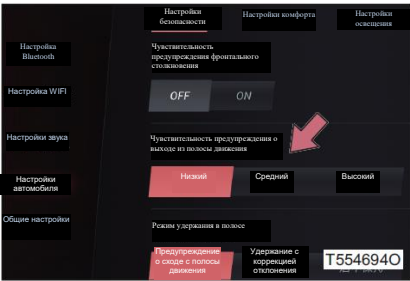 Настройки
безопасности
Настройки комфорта
Настройки
освещения
Настройка
Bluetooth
Чувствительность
предупреждения фронтального
столкновения
Настройка WIFI
OFF
ON
Настройки звука
Чувствительность предупреждения о
выходе из полосы движения
Настройки
автомобиля
Низкий
Средний
Высокий
Общие настройки
Режим удержания в полосе
Предупреждение
о сходе с полосы
движения
Удержание с
коррекцией
отклонения
T554694O